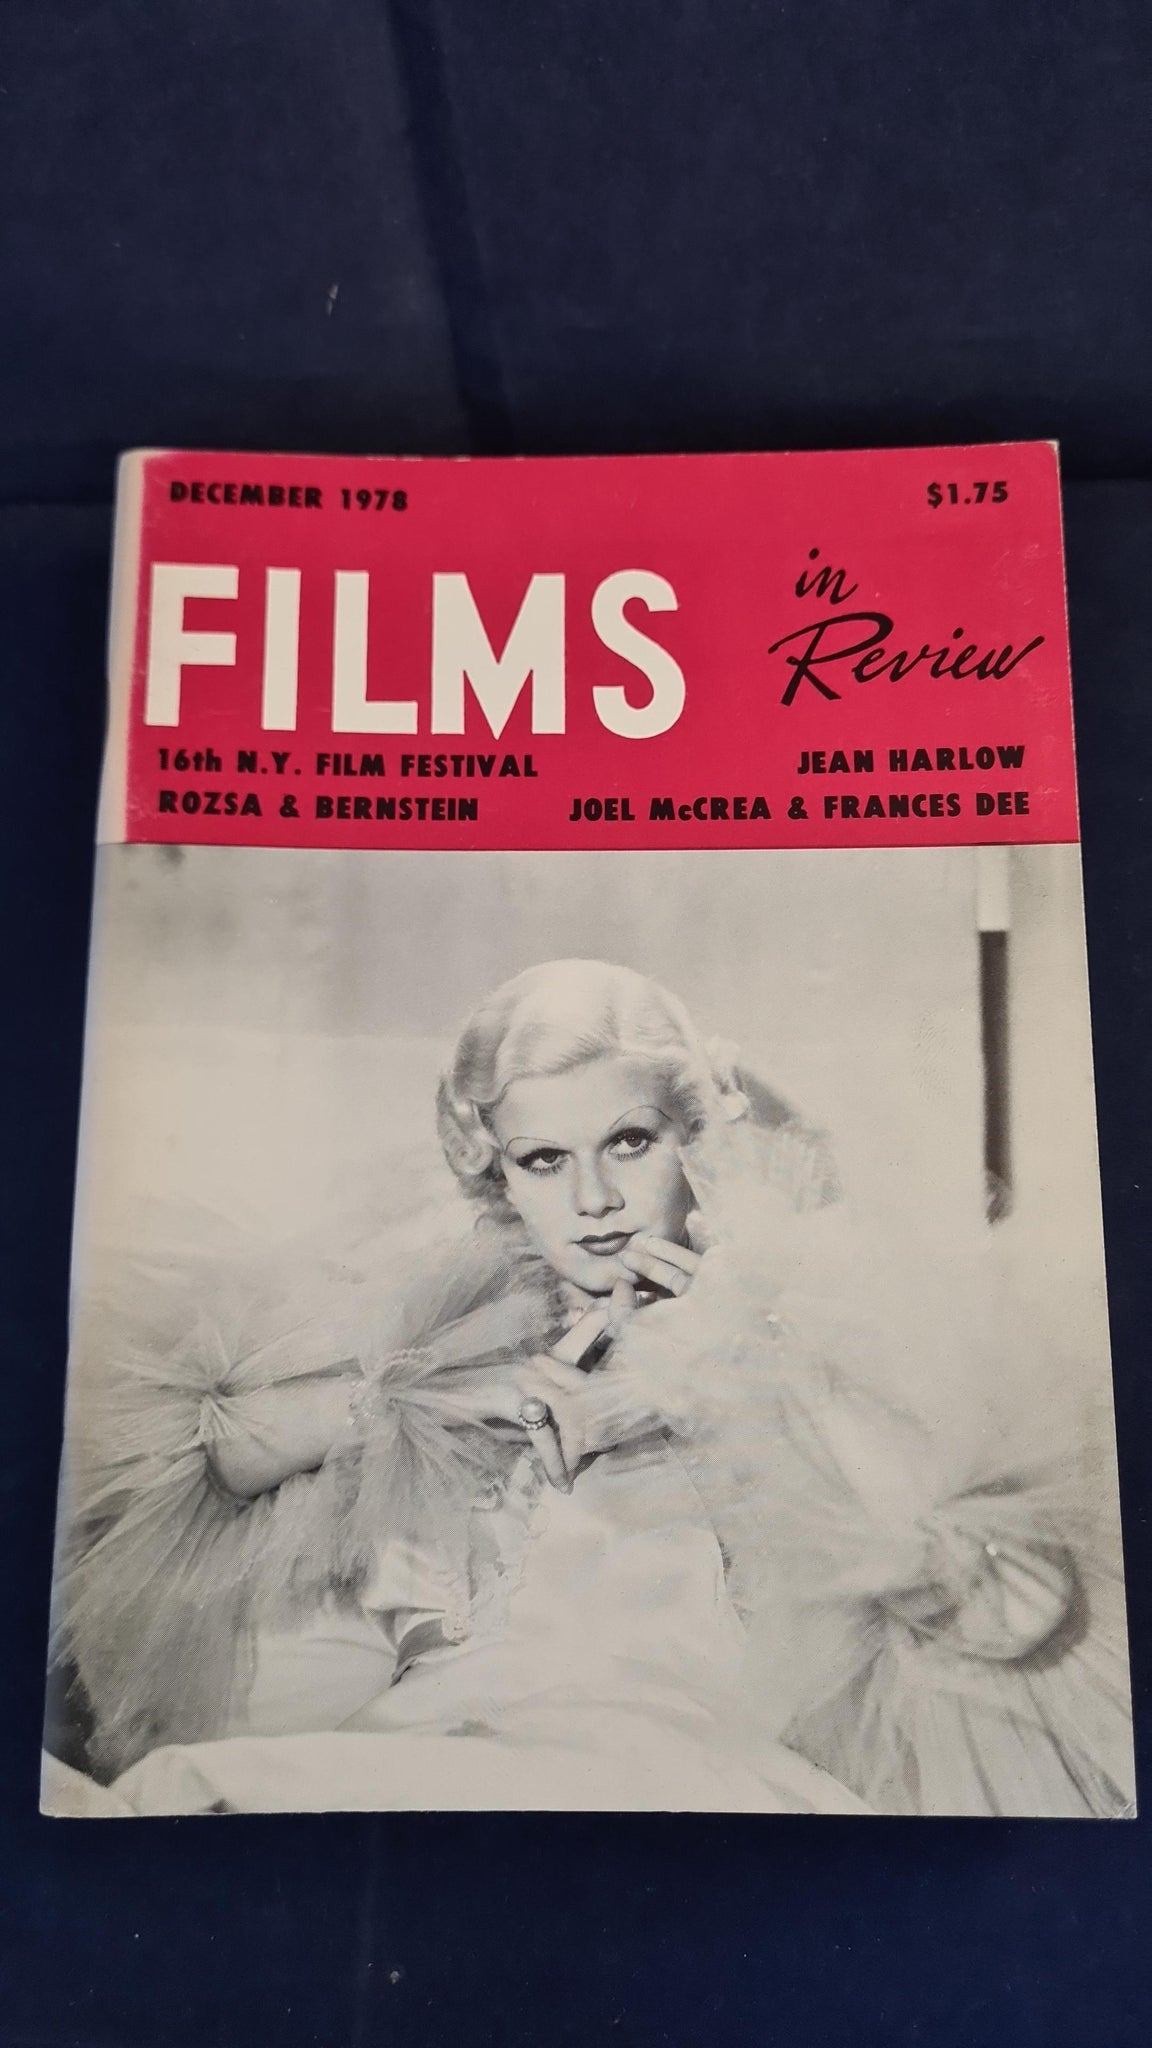 DECEMBER 1978 $1.75
FILMS in Review
16th N.Y. FILM FESTIVAL JEAN HARLOW
ROZSA & BERNSTEIN JOEL McCREA & FRANCES DEE